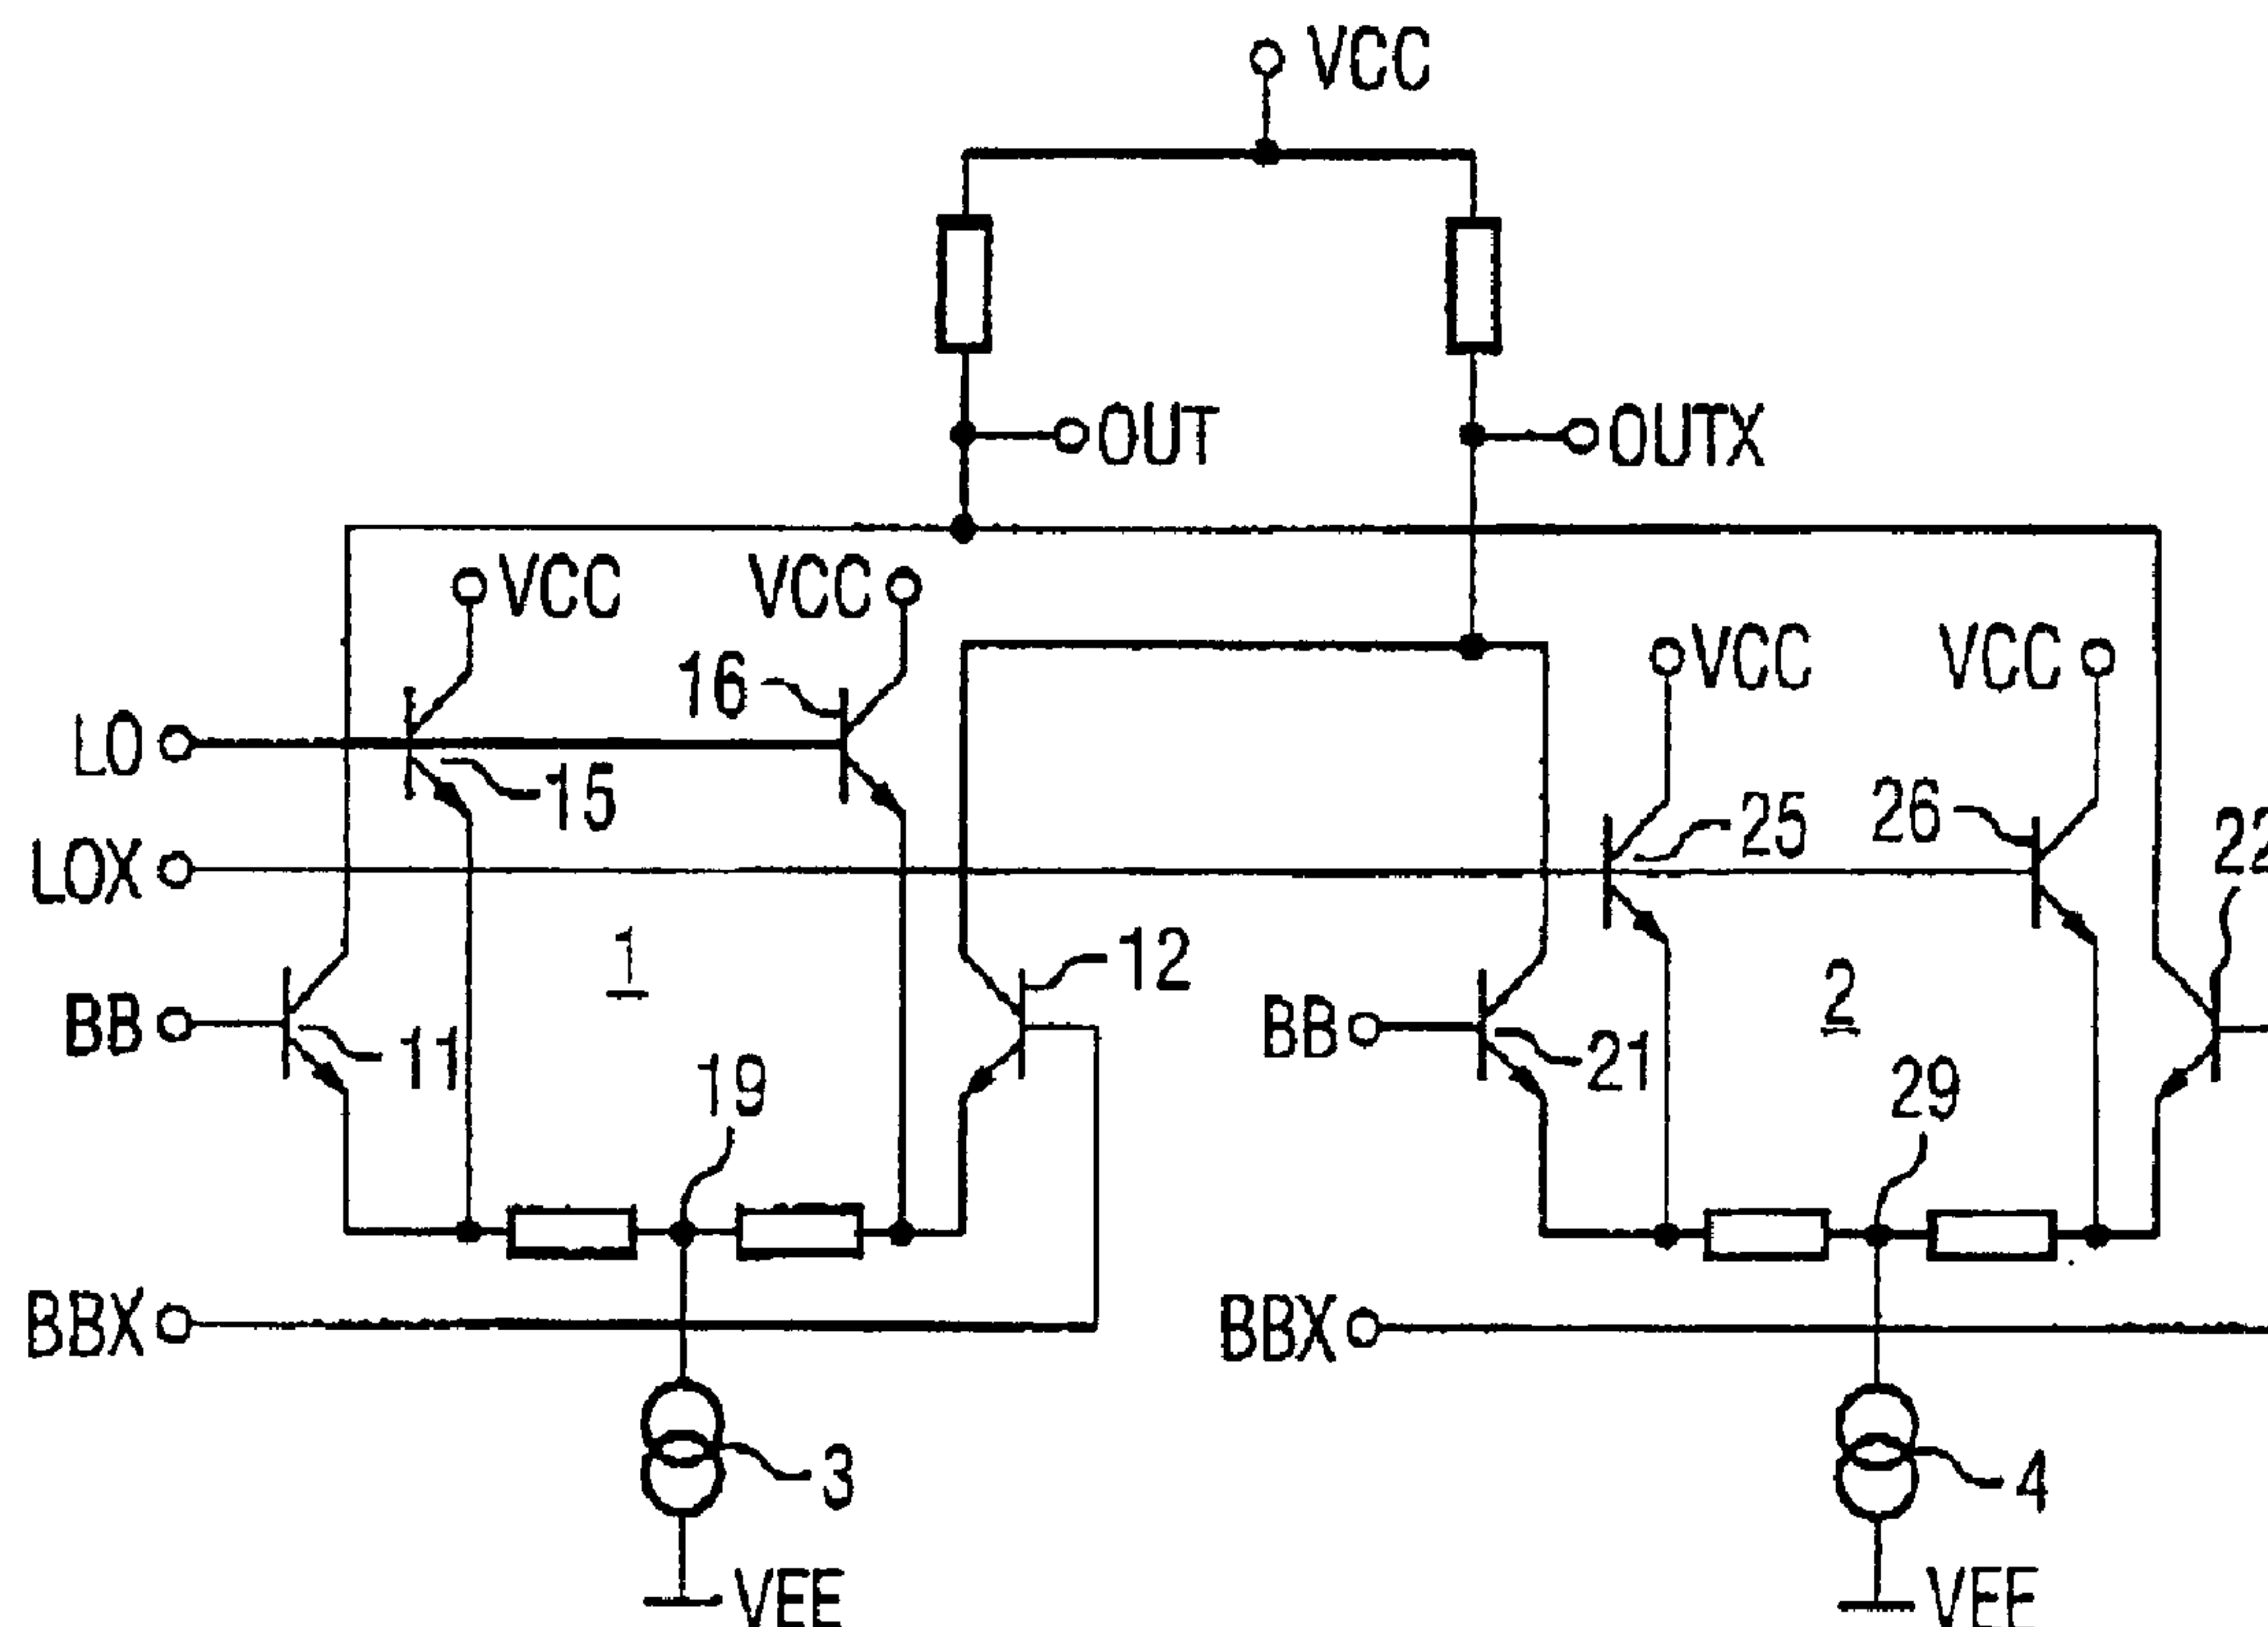 VCC
OUT OUTX
VCC VCC
16 VCC VCC
LO 15 25 26 22
LOX
1 12 2
BB 11 BB 21
19 29
BBX BBX
3 4
VEE VEE